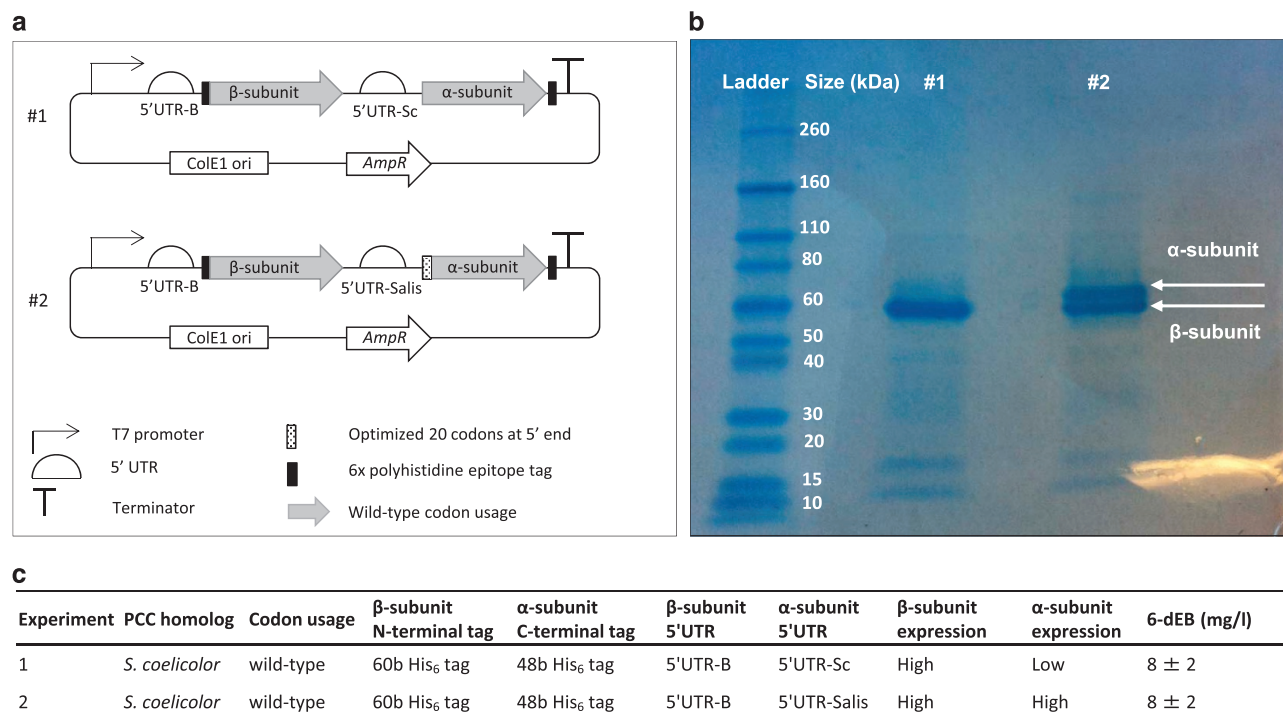 a
#1
5'UTR-B
β-subunit
5'UTR-Sc
α-subunit
ColE1 ori
AmpR
#2
5'UTR-B
β-subunit
5'UTR-Salis
α-subunit
ColE1 ori
AmpR
T7 promoter
5' UTR
Terminator
Optimized 20 codons at 5' end
6x polyhistidine epitope tag
Wild-type codon usage
b
Ladder Size (kDa) #1 #2
260
160
110
80
60
50
40
30
20
15
10
α-subunit
β-subunit
c
Experiment PCC homolog Codon usage β-subunit N-terminal tag α-subunit C-terminal tag β-subunit 5'UTR α-subunit 5'UTR β-subunit expression α-subunit expression 6-dEB (mg/l)
1 S. coelicolor wild-type 60b His₆ tag 48b His₆ tag 5'UTR-B 5'UTR-Sc High Low 8 ± 2
2 S. coelicolor wild-type 60b His₆ tag 48b His₆ tag 5'UTR-B 5'UTR-Salis High High 8 ± 2